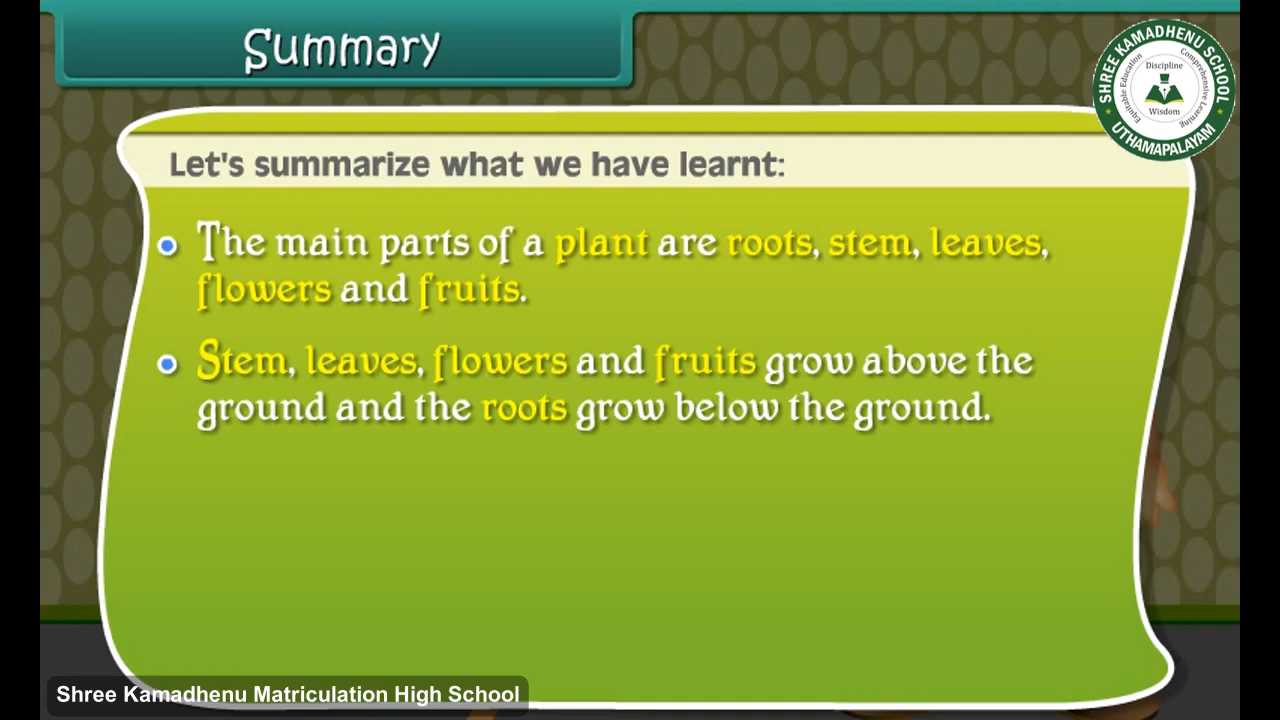 Summary
SHREE KAMADHENU SCHOOL
Equitable Education
Discipline
Comprehensive Learning
Wisdom
UTHAMAPALAYAM
Let's summarize what we have learnt:
The main parts of a plant are roots, stem, leaves,
flowers and fruits.
Stem, leaves, flowers and fruits grow above the
ground and the roots grow below the ground.
Shree Kamadhenu Matriculation High School